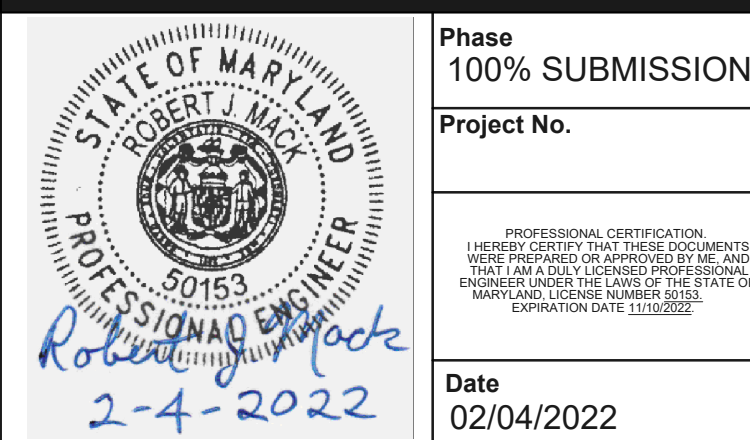 STATE OF MARYLAND
ROBERT J. MACK
50153
PROFESSIONAL ENGINEER
Robert J Mack
2-4-2022
Phase
100% SUBMISSION
Project No.
PROFESSIONAL CERTIFICATION.
I HEREBY CERTIFY THAT THESE DOCUMENTS
WERE PREPARED OR APPROVED BY ME, AND
THAT I AM A DULY LICENSED PROFESSIONAL
ENGINEER UNDER THE LAWS OF THE STATE OF
MARYLAND, LICENSE NUMBER 50153.
EXPIRATION DATE 11/10/2022.
Date
02/04/2022